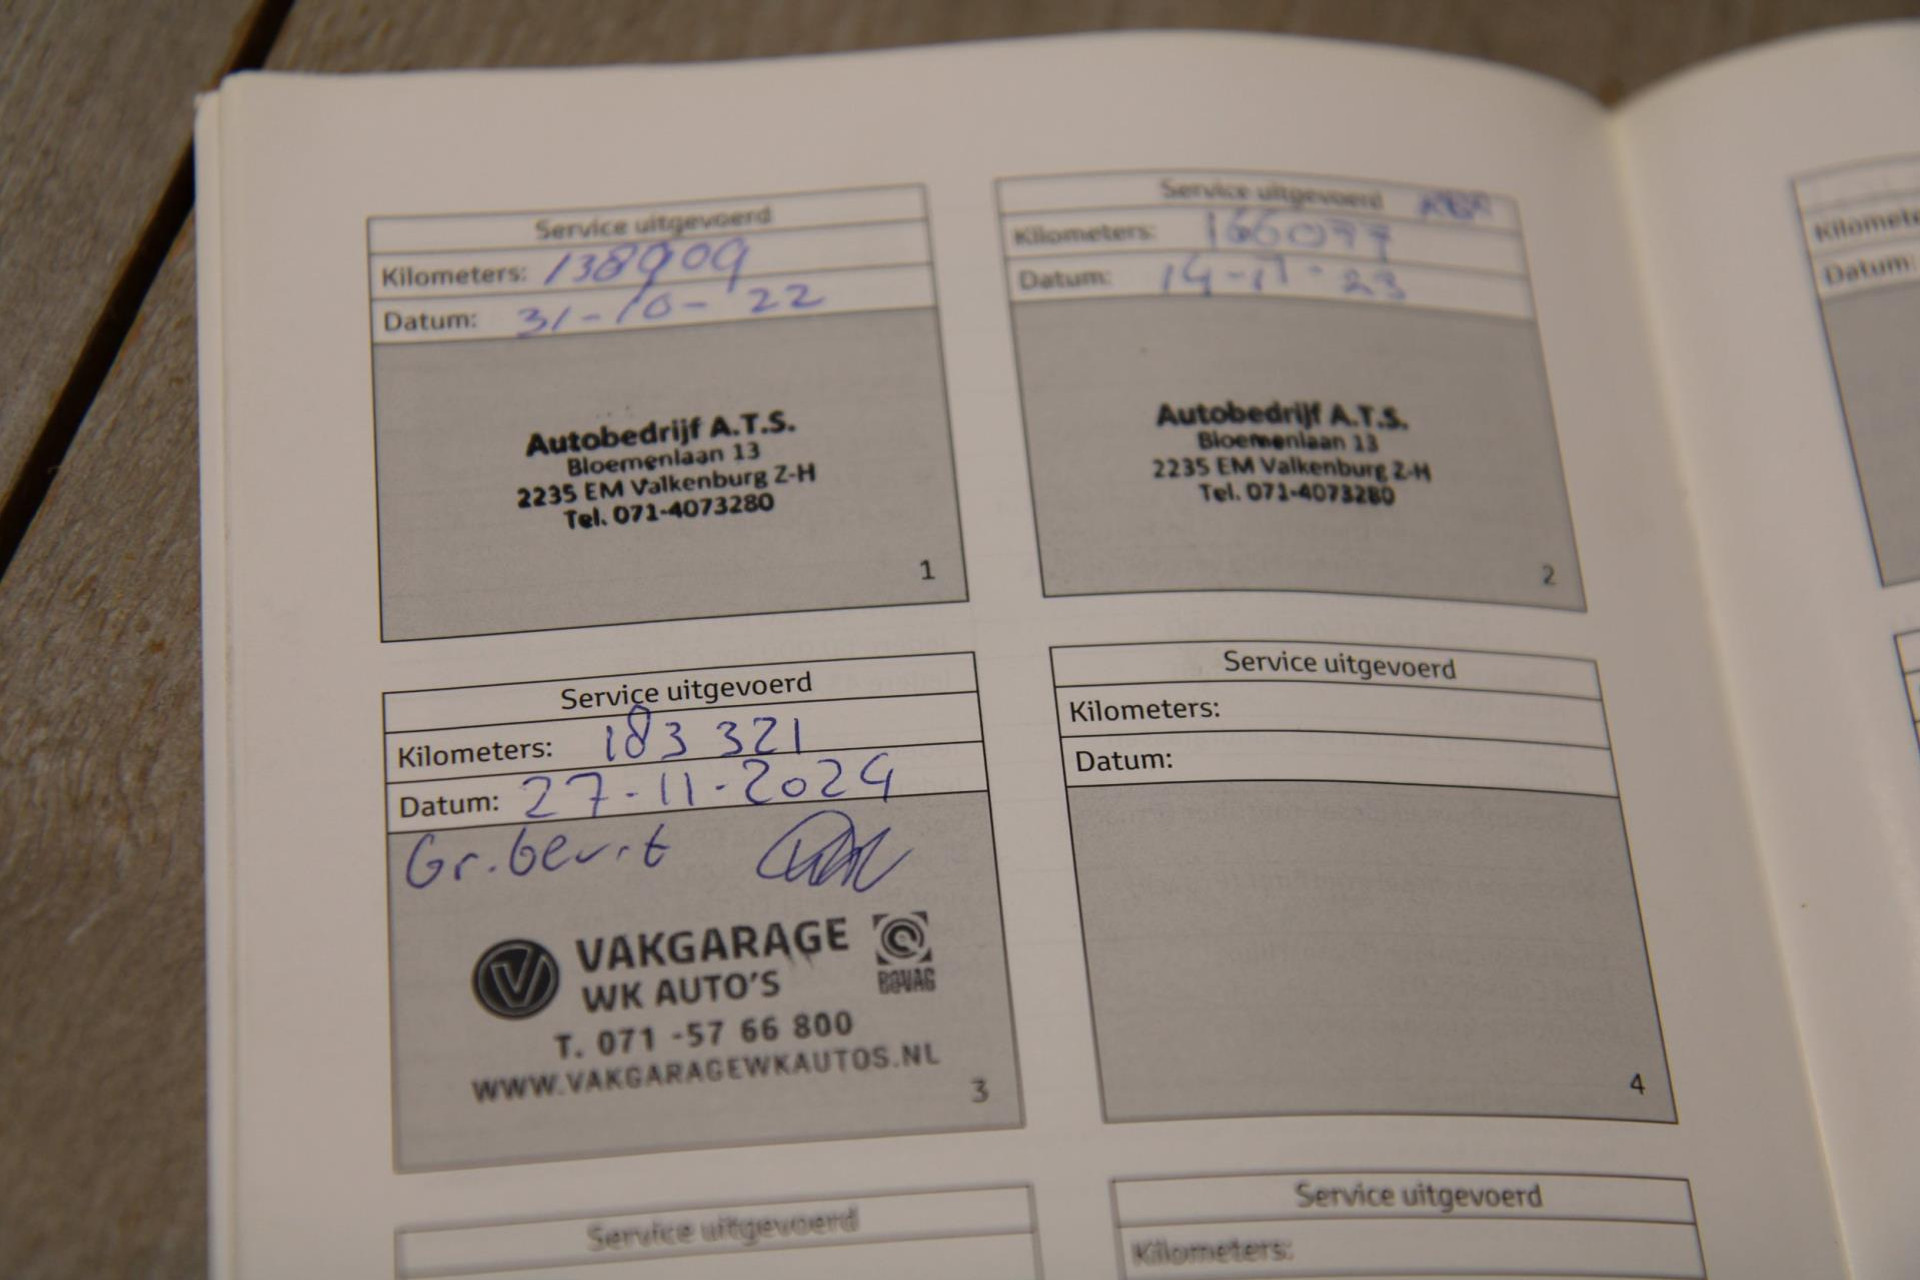 Service uitgevoerd
Kilometers: 138909
Datum: 31-10-22
Autobedrijf A.T.S.
Bloemenlaan 13
2235 EM Valkenburg Z-H
Tel. 071-4073280
1
Service uitgevoerd
Kilometers: 166077
Datum: 14-11-23
Autobedrijf A.T.S.
Bloemenlaan 13
2235 EM Valkenburg Z-H
Tel. 071-4073280
2
Service uitgevoerd
Kilometers: 183 321
Datum: 27-11-2024
Gr. beurt
VAKGARAGE
WK AUTO'S
BOVAG
T. 071 -57 66 800
WWW.VAKGARAGEWKAUTOS.NL
3
Service uitgevoerd
Kilometers:
Datum:
4
Service uitgevoerd
Service uitgevoerd
Kilometers:
Datum: